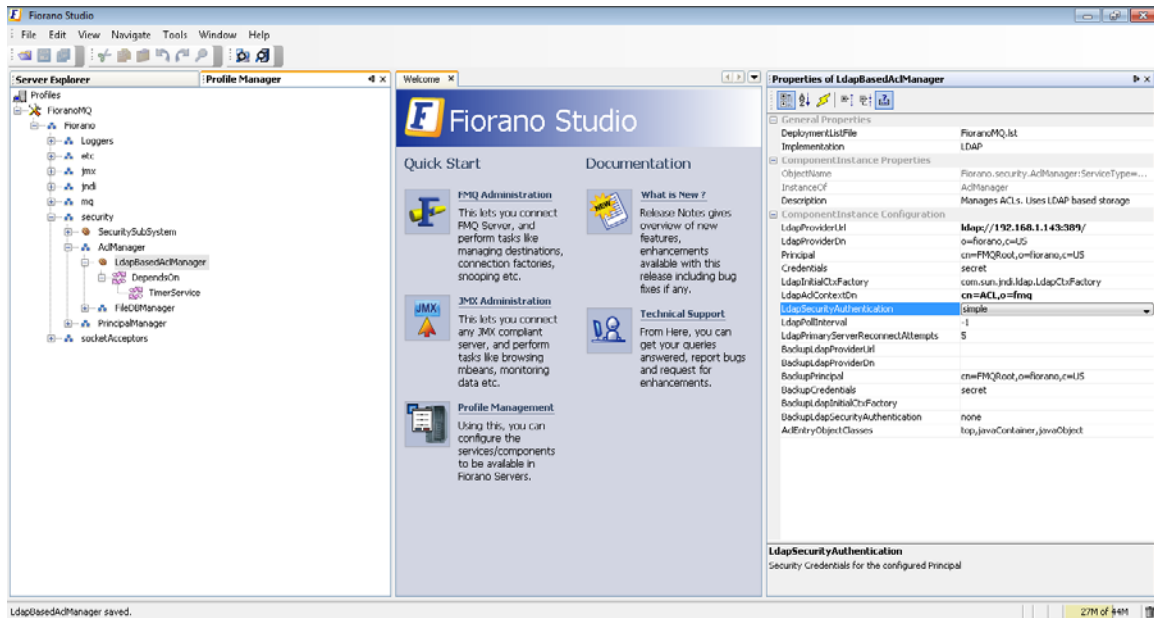 Fiorano Studio
File Edit View Navigate Tools Window Help
Server Explorer
Profile Manager
Profiles
FioranoMQ
Fiorano
Loggers
etc
jmx
jndi
mq
security
SecuritySubSystem
AclManager
LdapBasedAclManager
DependsOn
TimerService
FileDBManager
PrincipalManager
socketAcceptors
Welcome
Fiorano Studio
Quick Start
FMQ Administration
This lets you connect
FMQ Server, and
perform tasks like
managing destinations,
connection factories,
snooping etc.
JMX Administration
This lets you connect
any JMX compliant
server, and perform
tasks like browsing
mbeans, monitoring
data etc.
Profile Management
Using this, you can
configure the
services/components
to be available in
Fiorano Servers.
Documentation
What is New ?
Release Notes gives
overview of new
features,
enhancements
available with this
release including bug
fixes if any.
Technical Support
From Here, you can
get your queries
answered, report bugs
and request for
enhancements.
Properties of LdapBasedAclManager
General Properties
DeploymentListFile FioranoMQ.lst
Implementation LDAP
ComponentInstance Properties
ObjectName Fiorano.security.AclManager:ServiceType=...
InstanceOf AclManager
Description Manages ACLs. Uses LDAP based storage
ComponentInstance Configuration
LdapProviderUrl ldap://192.168.1.143:389/
LdapProviderDn o=fiorano,c=US
Principal cn=FMQRoot,o=fiorano,c=US
Credentials secret
LdapInitialCtxFactory com.sun.jndi.ldap.LdapCtxFactory
LdapAclContextDn cn=ACL,o=fmq
LdapSecurityAuthentication simple
LdapPollInterval -1
LdapPrimaryServerReconnectAttempts 5
BackupLdapProviderUrl
BackupLdapProviderDn
BackupPrincipal cn=FMQRoot,o=fiorano,c=US
BackupCredentials secret
BackupLdapInitialCtxFactory
BackupLdapSecurityAuthentication none
AclEntryObjectClasses top,javaContainer,javaObject
LdapSecurityAuthentication
Security Credentials for the configured Principal
LdapBasedAclManager saved.
27M of 44M